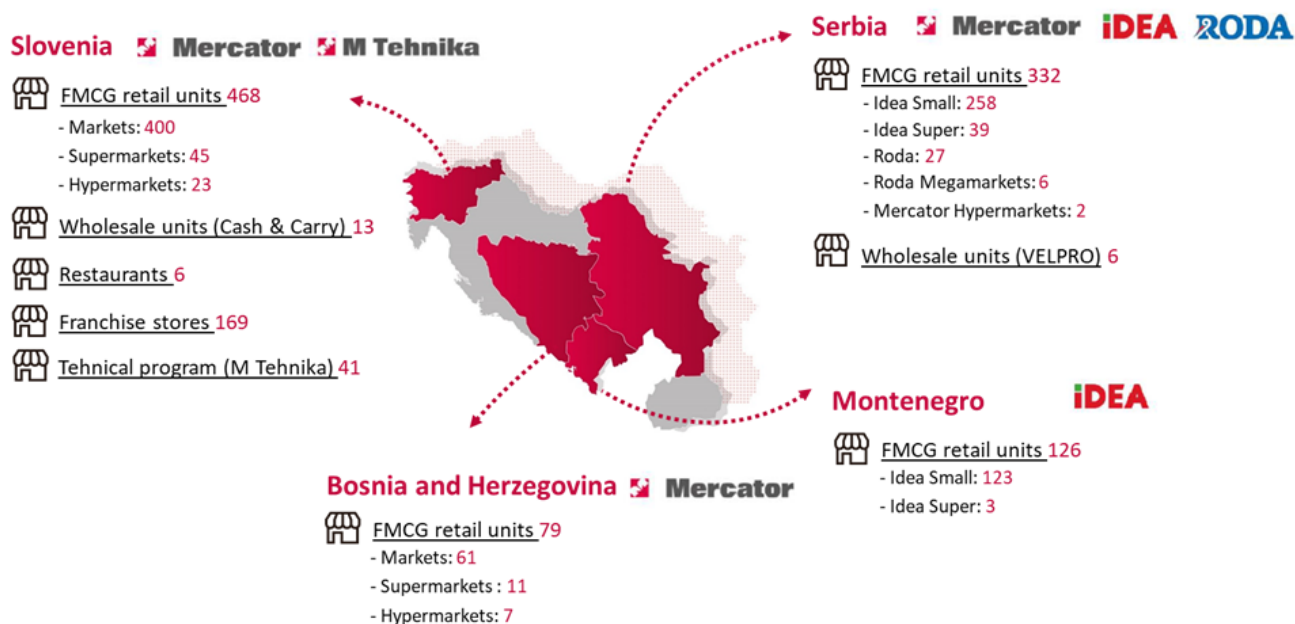 Slovenia Mercator M Tehnika
FMCG retail units 468
- Markets: 400
- Supermarkets: 45
- Hypermarkets: 23
Wholesale units (Cash & Carry) 13
Restaurants 6
Franchise stores 169
Tehnical program (M Tehnika) 41
Serbia Mercator iDEA RODA
FMCG retail units 332
- Idea Small: 258
- Idea Super: 39
- Roda: 27
- Roda Megamarkets: 6
- Mercator Hypermarkets: 2
Wholesale units (VELPRO) 6
Montenegro iDEA
FMCG retail units 126
- Idea Small: 123
- Idea Super: 3
Bosnia and Herzegovina Mercator
FMCG retail units 79
- Markets: 61
- Supermarkets : 11
- Hypermarkets: 7